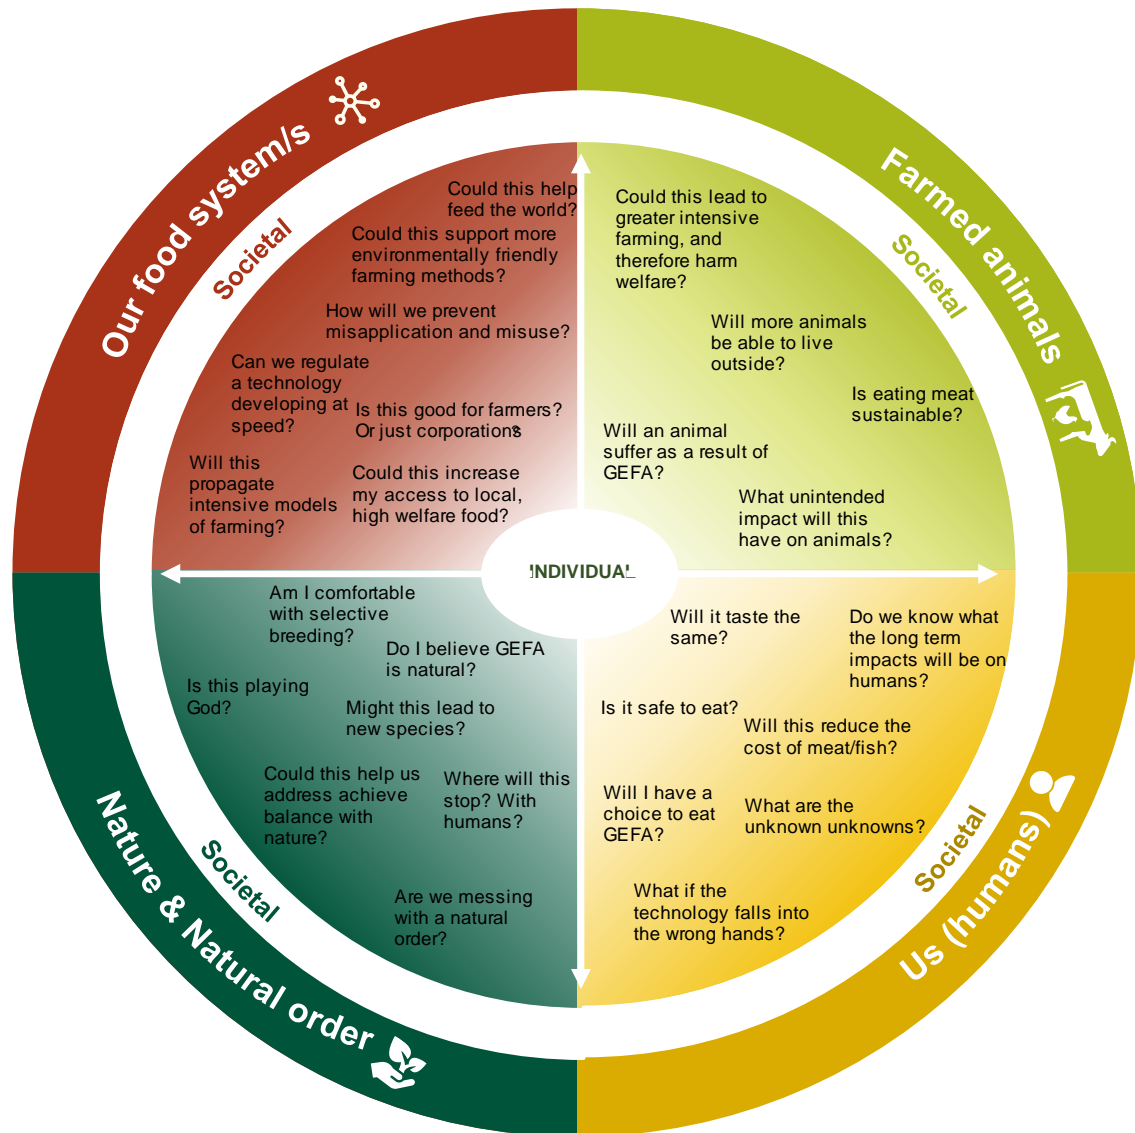 Our food system/s
Societal
Could this help
feed the world?
Could this support more
environmentally friendly
farming methods?
How will we prevent
misapplication and misuse?
Can we regulate
a technology
developing at
speed?
Is this good for farmers?
Or just corporations?
Will this
propagate
intensive models
of farming?
Could this increase
my access to local,
high welfare food?
Farmed animals
Societal
Could this lead to
greater intensive
farming, and
therefore harm
welfare?
Will more animals
be able to live
outside?
Is eating meat
sustainable?
Will an animal
suffer as a result of
GEFA?
What unintended
impact will this
have on animals?
INDIVIDUAL
Nature & Natural order
Societal
Am I comfortable
with selective
breeding?
Do I believe GEFA
is natural?
Is this playing
God?
Might this lead to
new species?
Could this help us
address achieve
balance with
nature?
Where will this
stop? With
humans?
Are we messing
with a natural
order?
Us (humans)
Societal
Will it taste the
same?
Do we know what
the long term
impacts will be on
humans?
Is it safe to eat?
Will this reduce the
cost of meat/fish?
Will I have a
choice to eat
GEFA?
What are the
unknown unknowns?
What if the
technology falls into
the wrong hands?